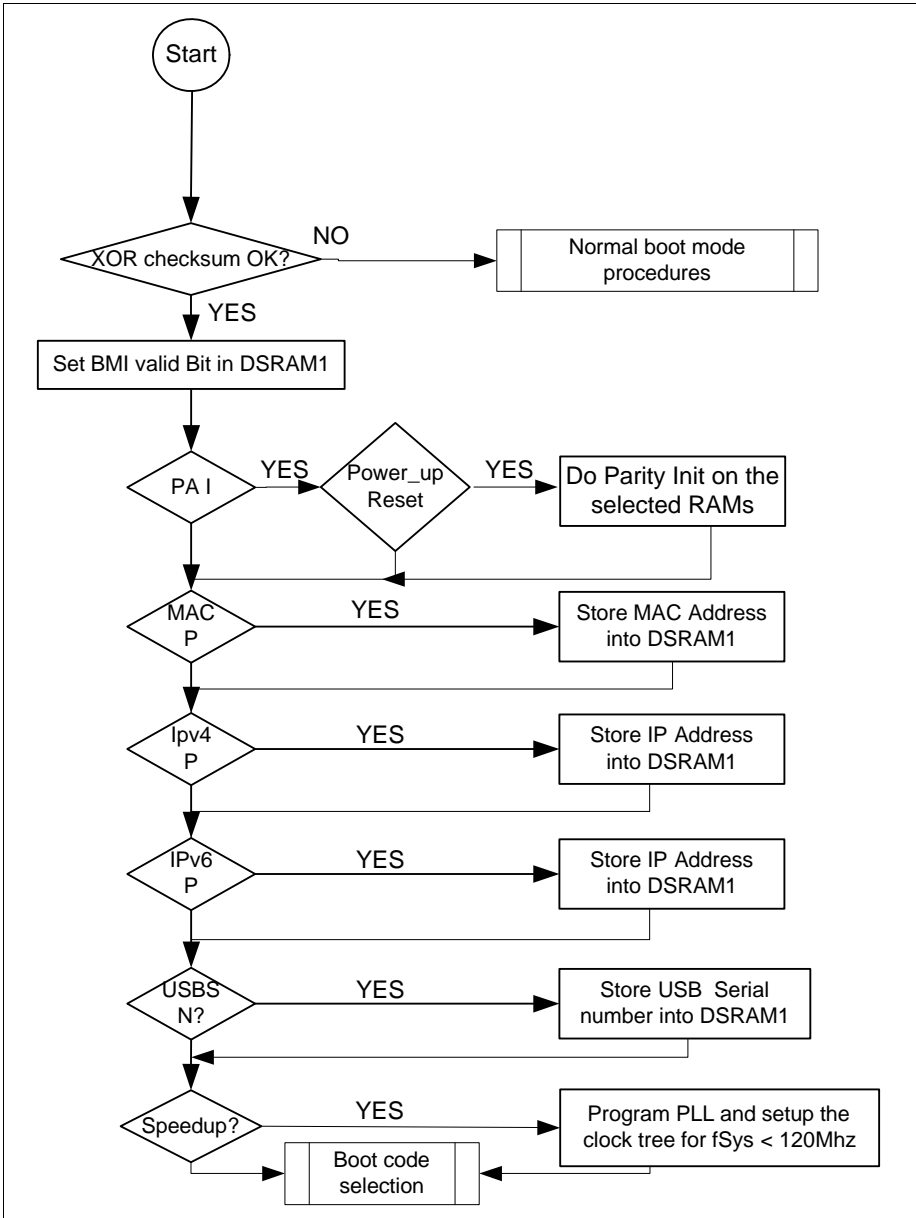 Start
XOR checksum OK?
NO
Normal boot mode
procedures
YES
Set BMI valid Bit in DSRAM1
PA I
YES
Power_up
Reset
YES
Do Parity Init on the
selected RAMs
MAC
P
YES
Store MAC Address
into DSRAM1
Ipv4
P
YES
Store IP Address
into DSRAM1
IPv6
P
YES
Store IP Address
into DSRAM1
USBS
N?
YES
Store USB Serial
number into DSRAM1
Speedup?
YES
Program PLL and setup the
clock tree for fSys < 120Mhz
Boot code
selection